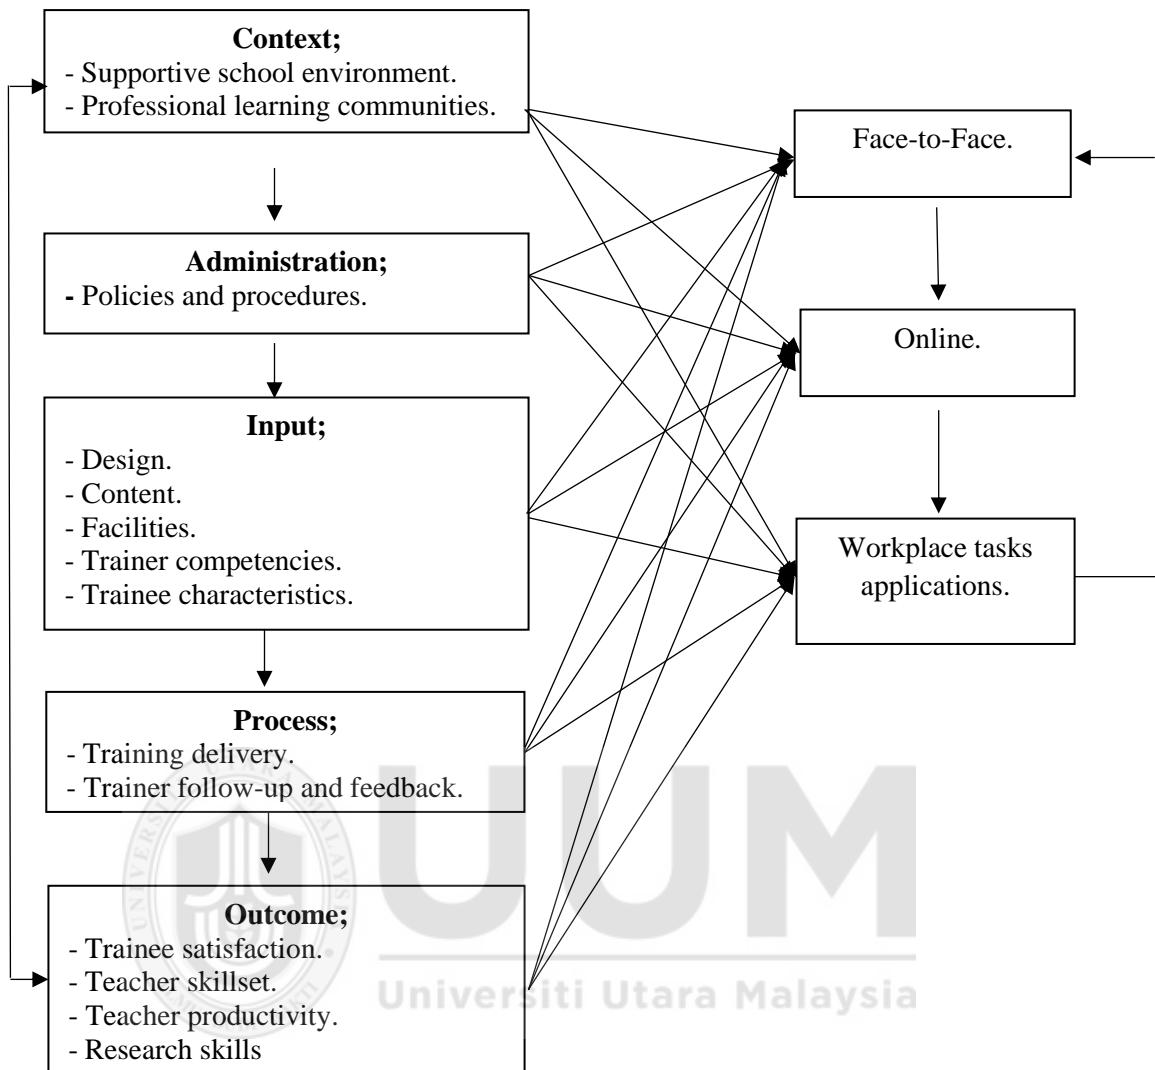 Context;
- Supportive school environment.
- Professional learning communities.
Administration;
- Policies and procedures.
Input;
- Design.
- Content.
- Facilities.
- Trainer competencies.
- Trainee characteristics.
Process;
- Training delivery.
- Trainer follow-up and feedback.
Outcome;
- Trainee satisfaction.
- Teacher skillset.
- Teacher productivity.
- Research skills
Face-to-Face.
Online.
Workplace tasks
applications.
UUM
Universiti Utara Malaysia